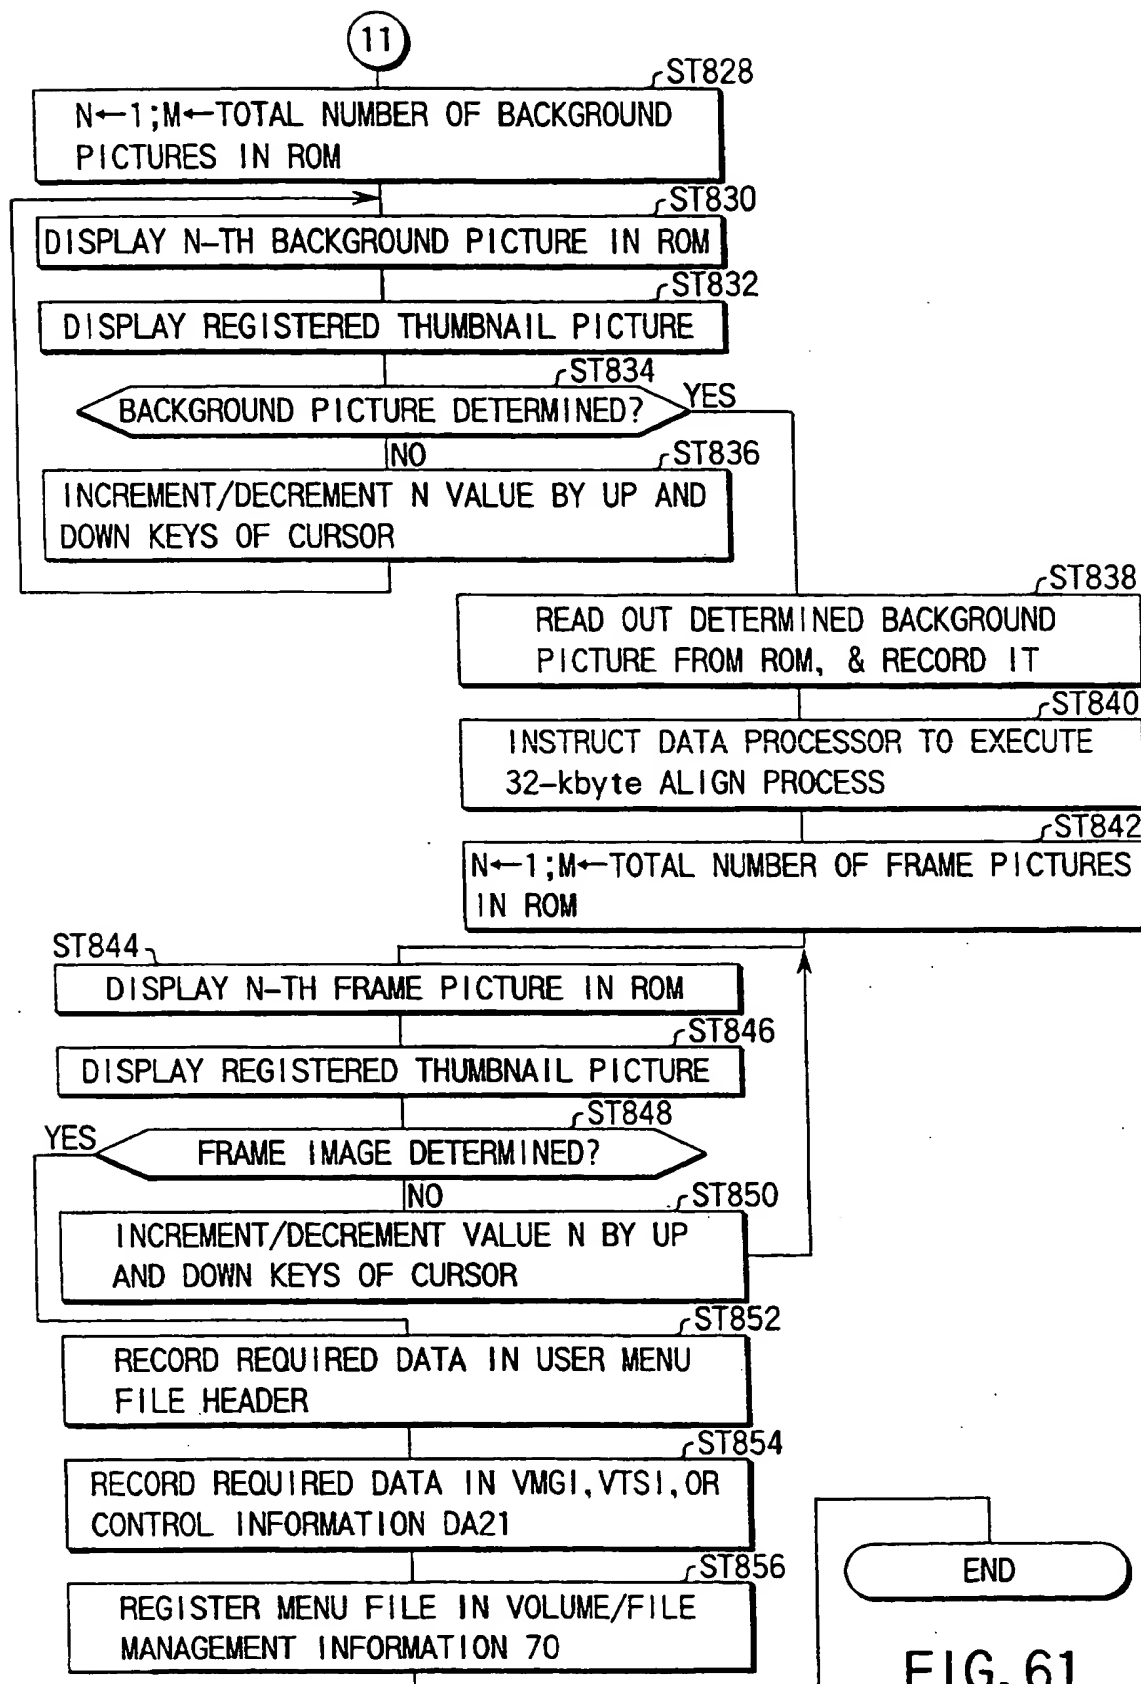 11
ST828
N←1;M←TOTAL NUMBER OF BACKGROUND
PICTURES IN ROM
ST830
DISPLAY N-TH BACKGROUND PICTURE IN ROM
ST832
DISPLAY REGISTERED THUMBNAIL PICTURE
ST834
BACKGROUND PICTURE DETERMINED?
YES
NO
ST836
INCREMENT/DECREMENT N VALUE BY UP AND
DOWN KEYS OF CURSOR
ST838
READ OUT DETERMINED BACKGROUND
PICTURE FROM ROM, & RECORD IT
ST840
INSTRUCT DATA PROCESSOR TO EXECUTE
32-kbyte ALIGN PROCESS
ST842
N←1;M←TOTAL NUMBER OF FRAME PICTURES
IN ROM
ST844
DISPLAY N-TH FRAME PICTURE IN ROM
ST846
DISPLAY REGISTERED THUMBNAIL PICTURE
ST848
YES
FRAME IMAGE DETERMINED?
NO
ST850
INCREMENT/DECREMENT VALUE N BY UP
AND DOWN KEYS OF CURSOR
ST852
RECORD REQUIRED DATA IN USER MENU
FILE HEADER
ST854
RECORD REQUIRED DATA IN VMGI,VTSI,OR
CONTROL INFORMATION DA21
ST856
REGISTER MENU FILE IN VOLUME/FILE
MANAGEMENT INFORMATION 70
END
FIG. 61